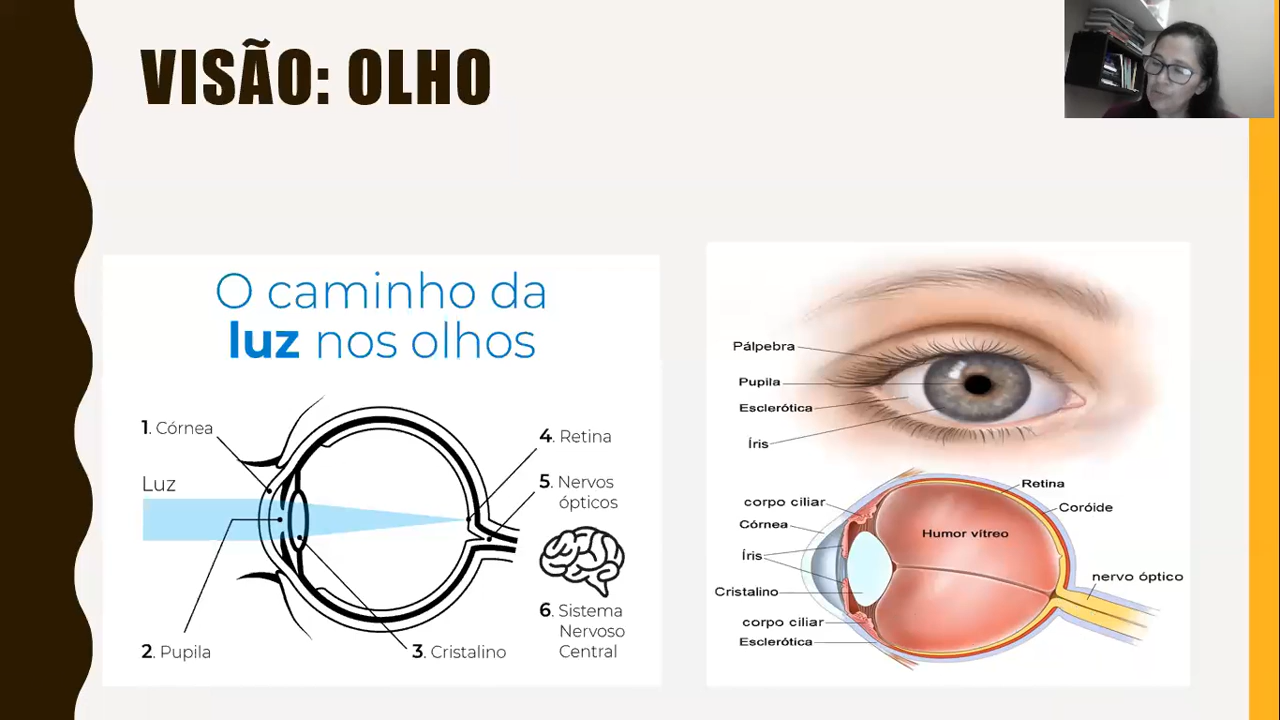 VISÃO: OLHO
O caminho da
luz nos olhos
1. Córnea
Luz
2. Pupila
3. Cristalino
4. Retina
5. Nervos
ópticos
6. Sistema
Nervoso
Central
Pálpebra
Pupila
Esclerótica
Íris
corpo ciliar
Córnea
Íris
Cristalino
corpo ciliar
Esclerótica
Humor vítreo
Retina
Coróide
nervo óptico